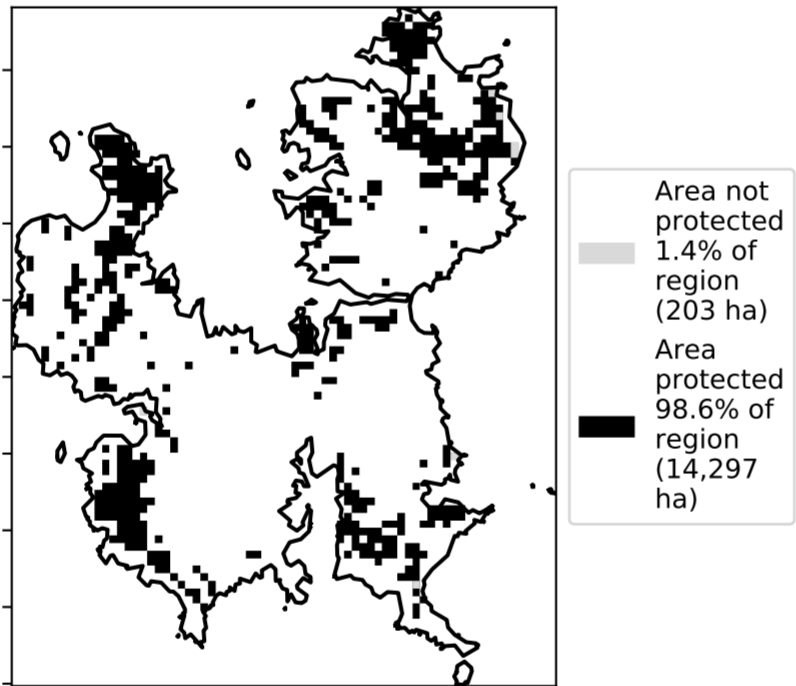 Area not
protected
1.4% of
region
(203 ha)
Area
protected
98.6% of
region
(14,297
ha)